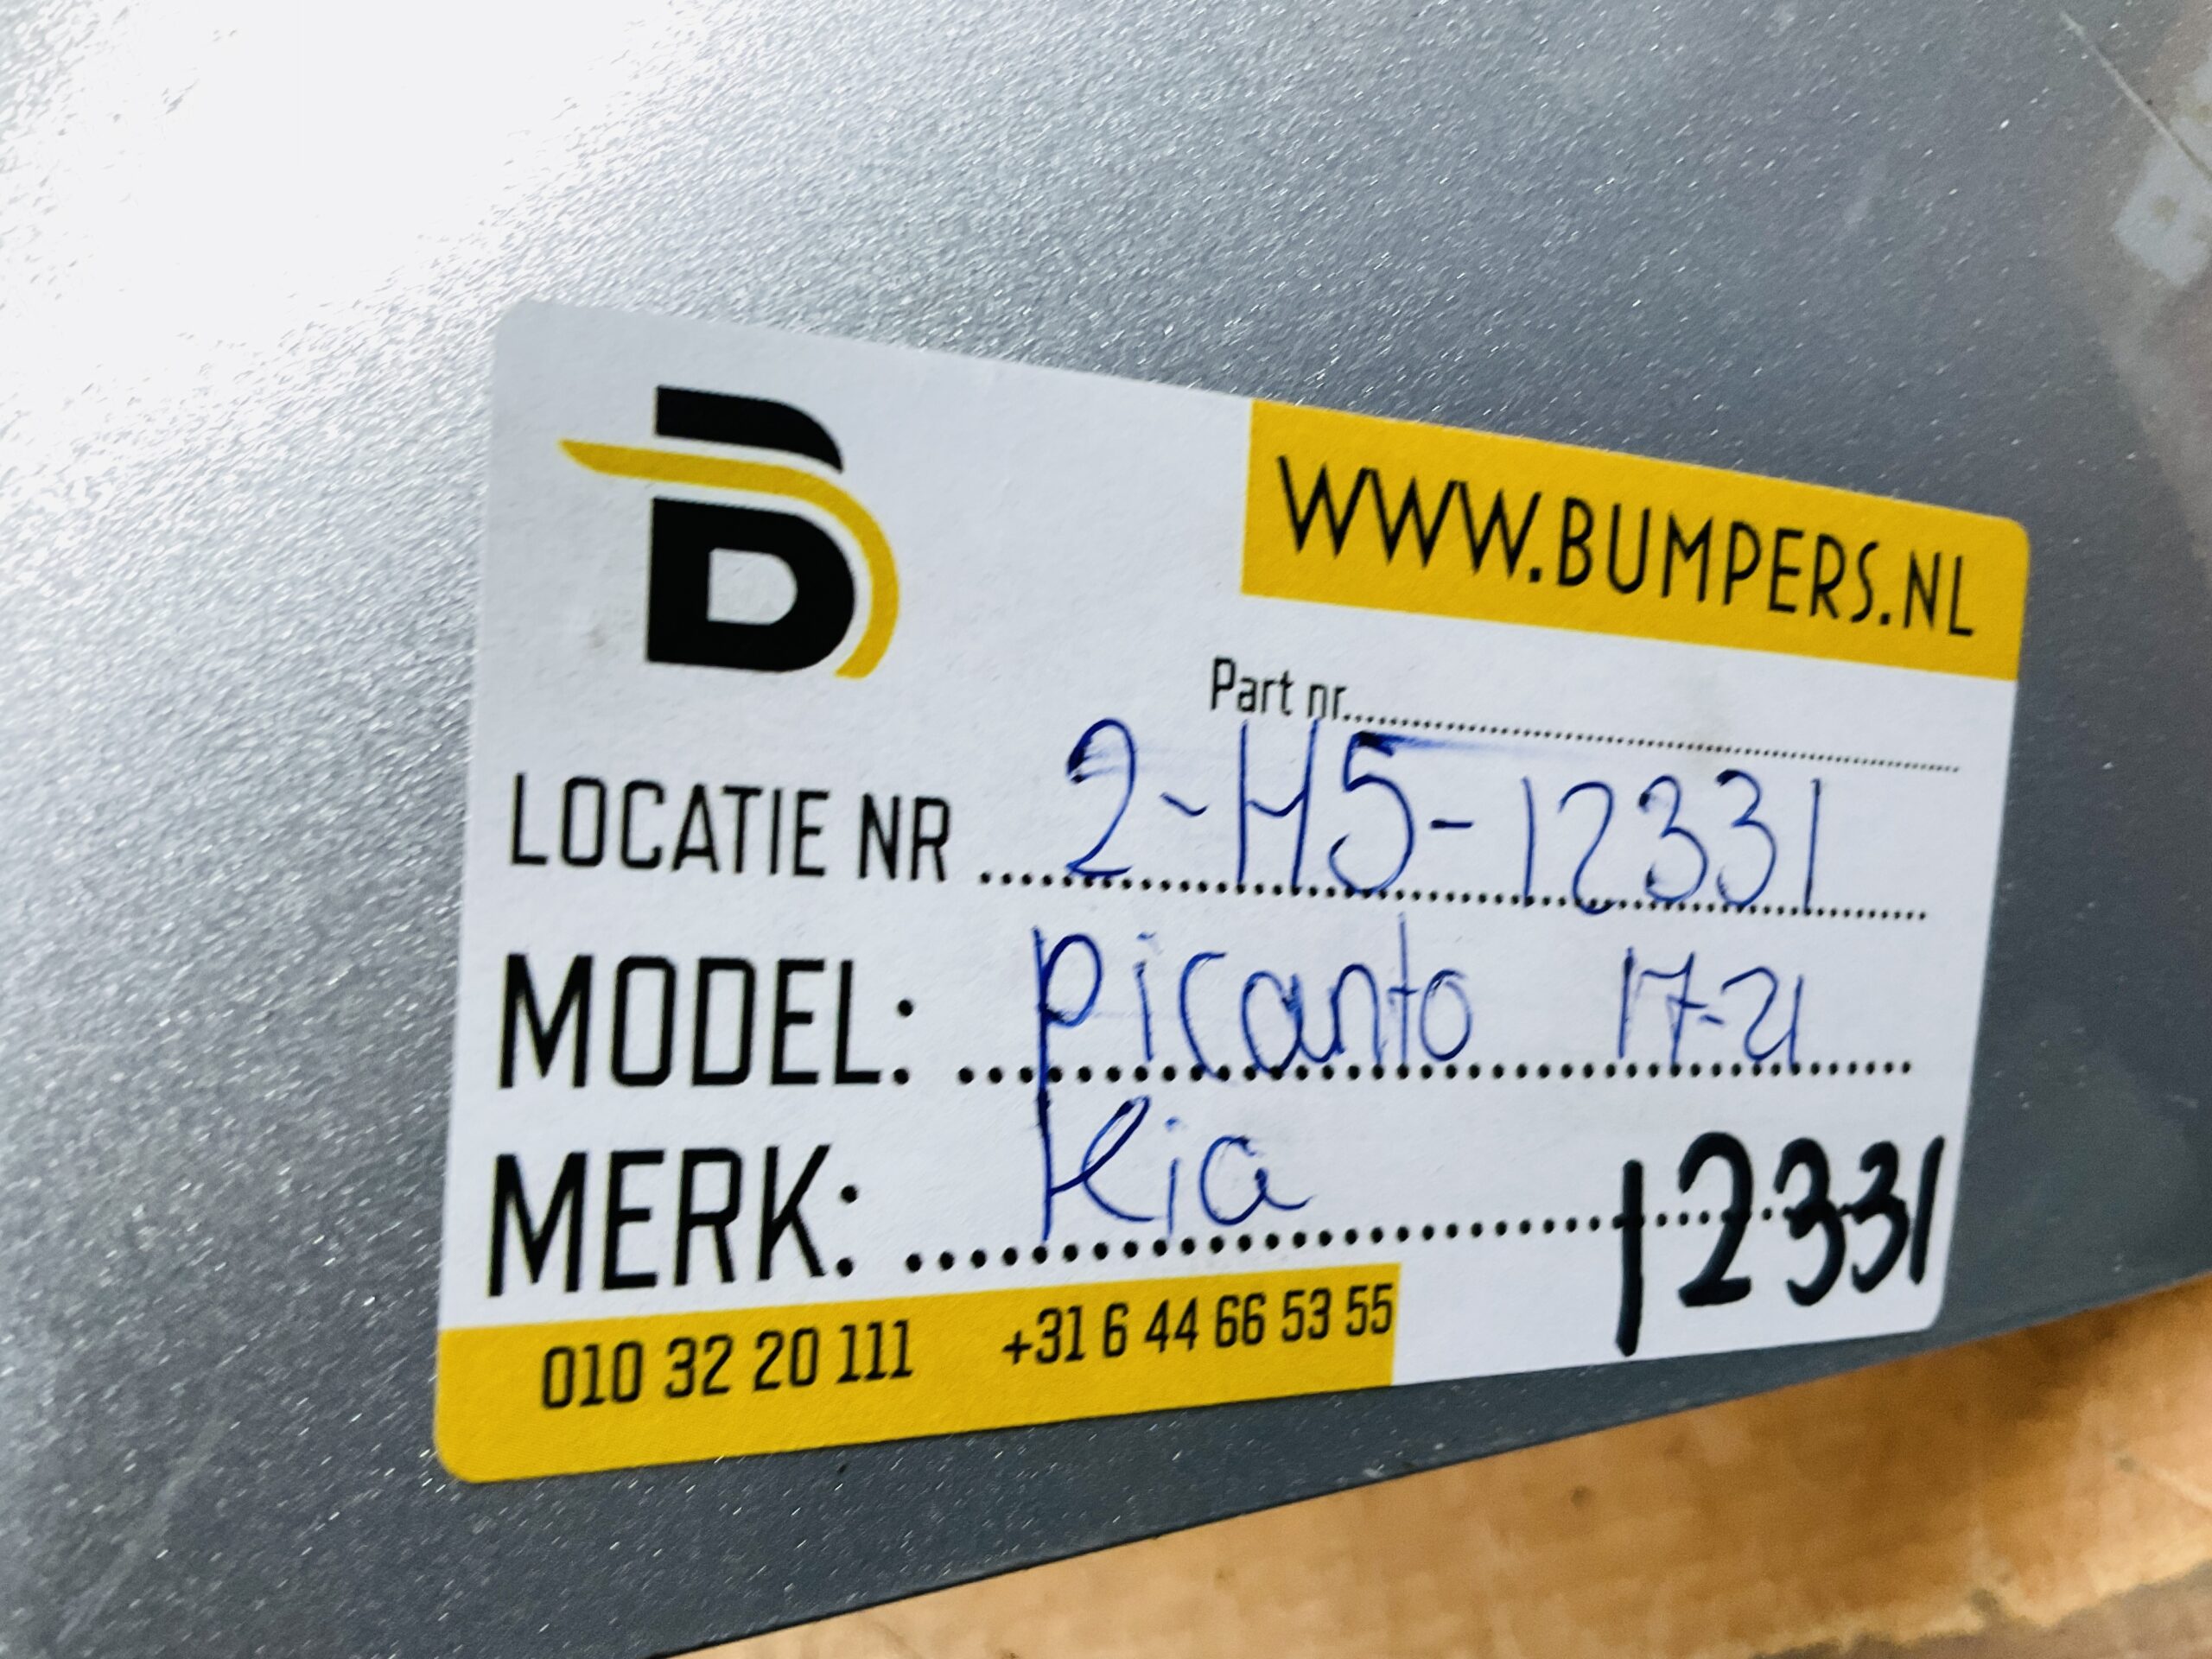 B
WWW.BUMPERS.NL
Part nr.
LOCATIE NR 2-H5-12331
MODEL: Picanto 17-21
MERK: Kia
12331
010 32 20 111 +31 6 44 66 53 55